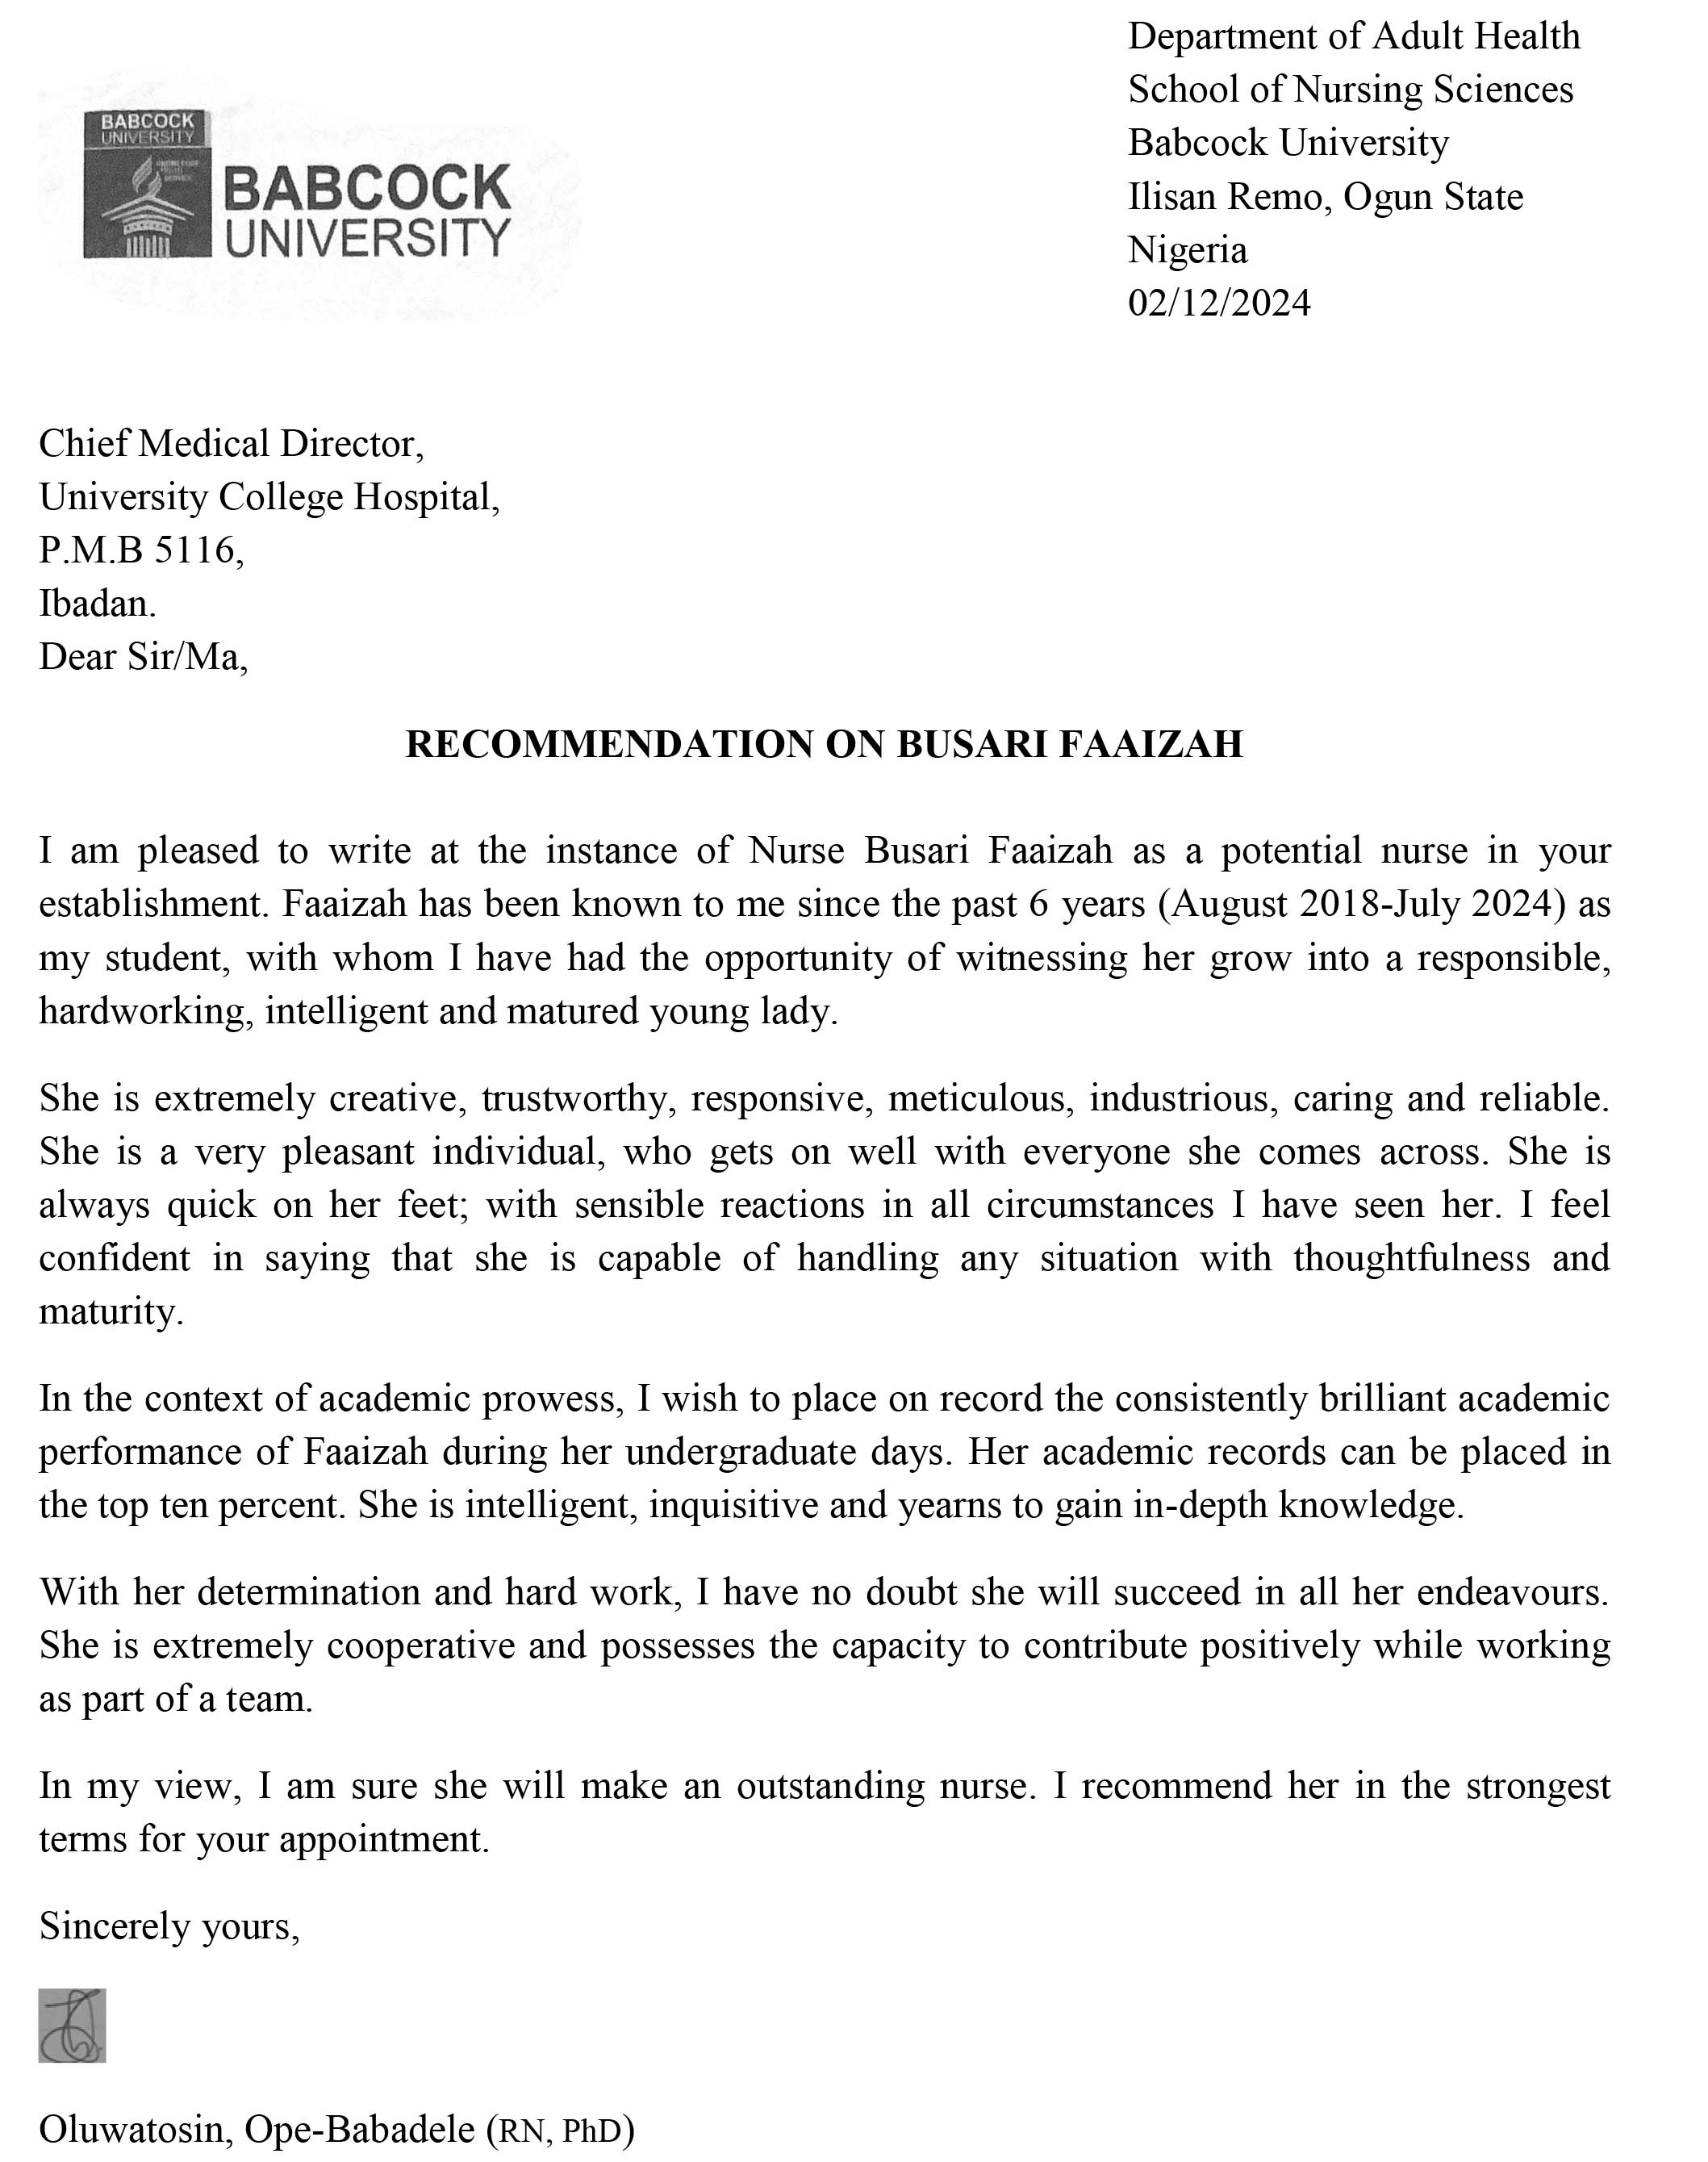 Department of Adult Health
School of Nursing Sciences
Babcock University
Ilisan Remo, Ogun State
Nigeria
02/12/2024
BABCOCK
UNIVERSITY
BABCOCK
UNIVERSITY
Chief Medical Director,
University College Hospital,
P.M.B 5116,
Ibadan.
Dear Sir/Ma,
RECOMMENDATION ON BUSARI FAAIZAH
I am pleased to write at the instance of Nurse Busari Faaizah as a potential nurse in your
establishment. Faaizah has been known to me since the past 6 years (August 2018-July 2024) as
my student, with whom I have had the opportunity of witnessing her grow into a responsible,
hardworking, intelligent and matured young lady.
She is extremely creative, trustworthy, responsive, meticulous, industrious, caring and reliable.
She is a very pleasant individual, who gets on well with everyone she comes across. She is
always quick on her feet; with sensible reactions in all circumstances I have seen her. I feel
confident in saying that she is capable of handling any situation with thoughtfulness and
maturity.
In the context of academic prowess, I wish to place on record the consistently brilliant academic
performance of Faaizah during her undergraduate days. Her academic records can be placed in
the top ten percent. She is intelligent, inquisitive and yearns to gain in-depth knowledge.
With her determination and hard work, I have no doubt she will succeed in all her endeavours.
She is extremely cooperative and possesses the capacity to contribute positively while working
as part of a team.
In my view, I am sure she will make an outstanding nurse. I recommend her in the strongest
terms for your appointment.
Sincerely yours,
Oluwatosin, Ope-Babadele (RN, PhD)